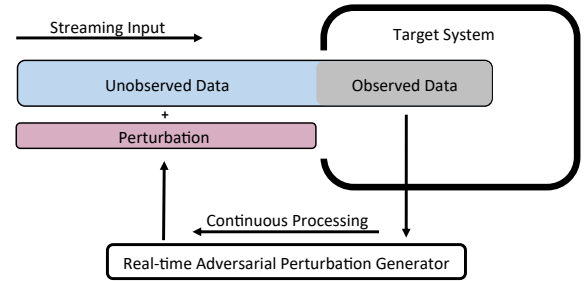 Streaming Input
Target System
Unobserved Data
Observed Data
+
Perturbation
Continuous Processing
Real-time Adversarial Perturbation Generator